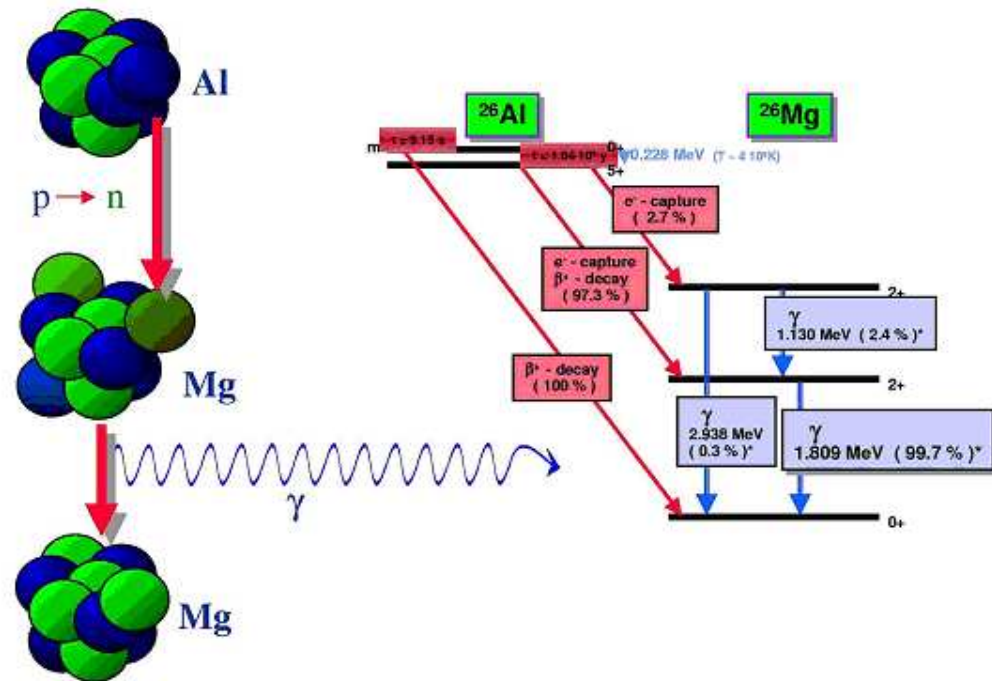 Al
p → n
Mg
γ
Mg
²⁶Al
²⁶Mg
m
0+
5+
0.228 MeV
e⁻ - capture
( 2.7 % )
e⁻ - capture
β⁺ - decay
( 97.3 % )
β⁺ - decay
( 100 % )
2+
γ
1.130 MeV ( 2.4 % )*
2+
γ
2.938 MeV
( 0.3 % )*
γ
1.809 MeV ( 99.7 % )*
0+